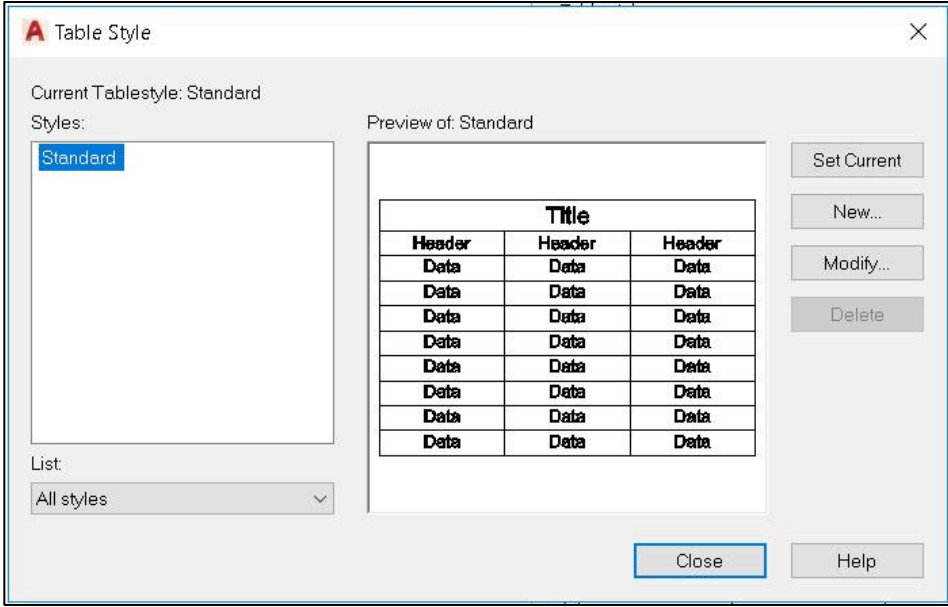 Table Style
Current Tablestyle: Standard
Styles:
Standard
List:
All styles
Preview of: Standard
Title
Header Header Header
Data Data Data
Data Data Data
Data Data Data
Data Data Data
Data Data Data
Data Data Data
Data Data Data
Data Data Data
Set Current
New...
Modify...
Delete
Close
Help